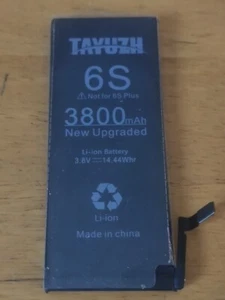 TAYUZH
6S
⚠ Not for 6S Plus
3800mAh
New Upgraded
Li-ion Battery
3.8V⎓14.44Whr
Li-ion
Made in china